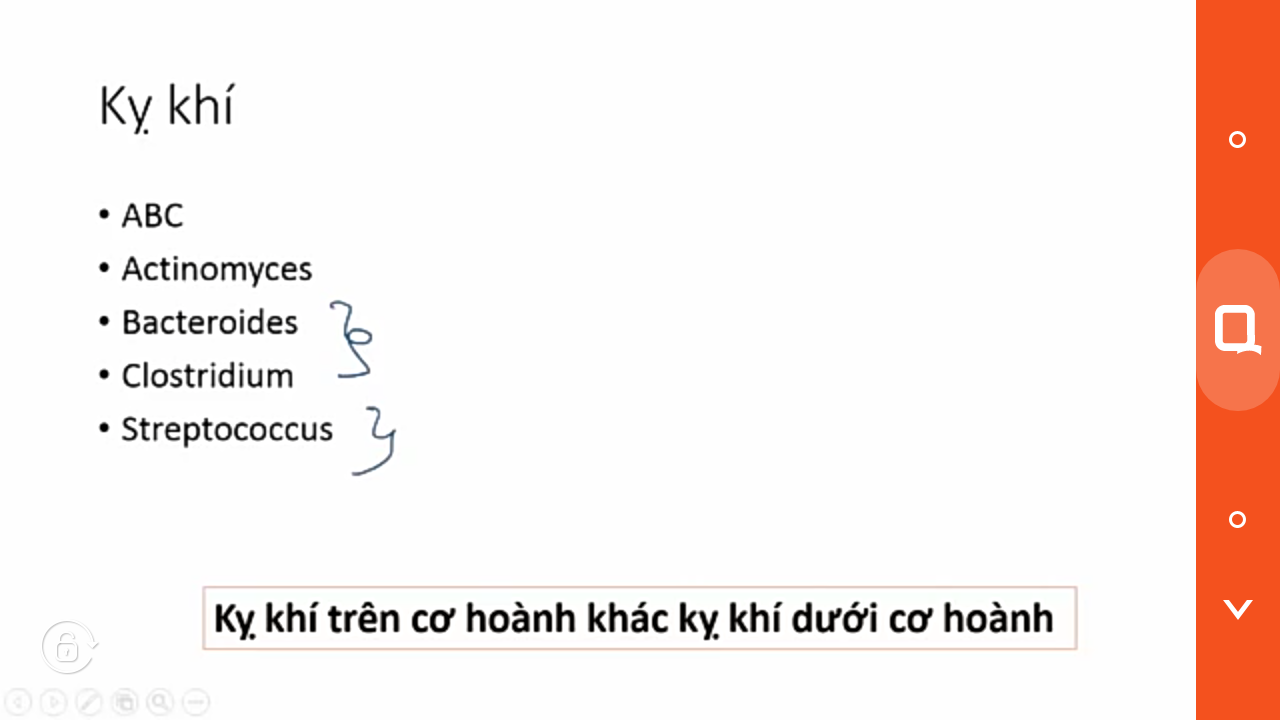 Kỵ khí
• ABC
• Actinomyces
• Bacteroides
• Clostridium
• Streptococcus
Kỵ khí trên cơ hoành khác kỵ khí dưới cơ hoành